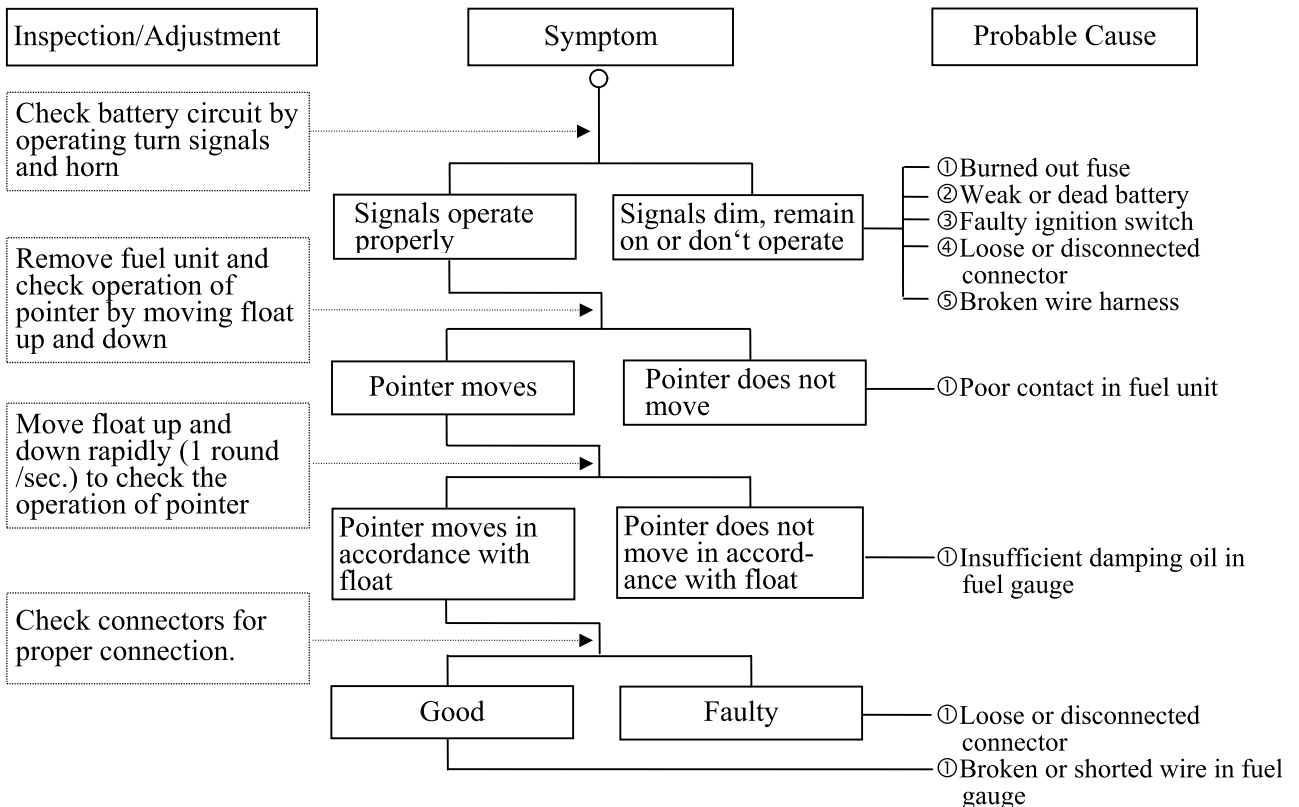 Inspection/Adjustment
Symptom
Probable Cause
Check battery circuit by
operating turn signals
and horn
Signals operate
properly
Signals dim, remain
on or don‘t operate
①Burned out fuse
②Weak or dead battery
③Faulty ignition switch
④Loose or disconnected
connector
⑤Broken wire harness
Remove fuel unit and
check operation of
pointer by moving float
up and down
Pointer moves
Pointer does not
move
①Poor contact in fuel unit
Move float up and
down rapidly (1 round
/sec.) to check the
operation of pointer
Pointer moves in
accordance with
float
Pointer does not
move in accord-
ance with float
①Insufficient damping oil in
fuel gauge
Check connectors for
proper connection.
Good
Faulty
①Loose or disconnected
connector
①Broken or shorted wire in fuel
gauge